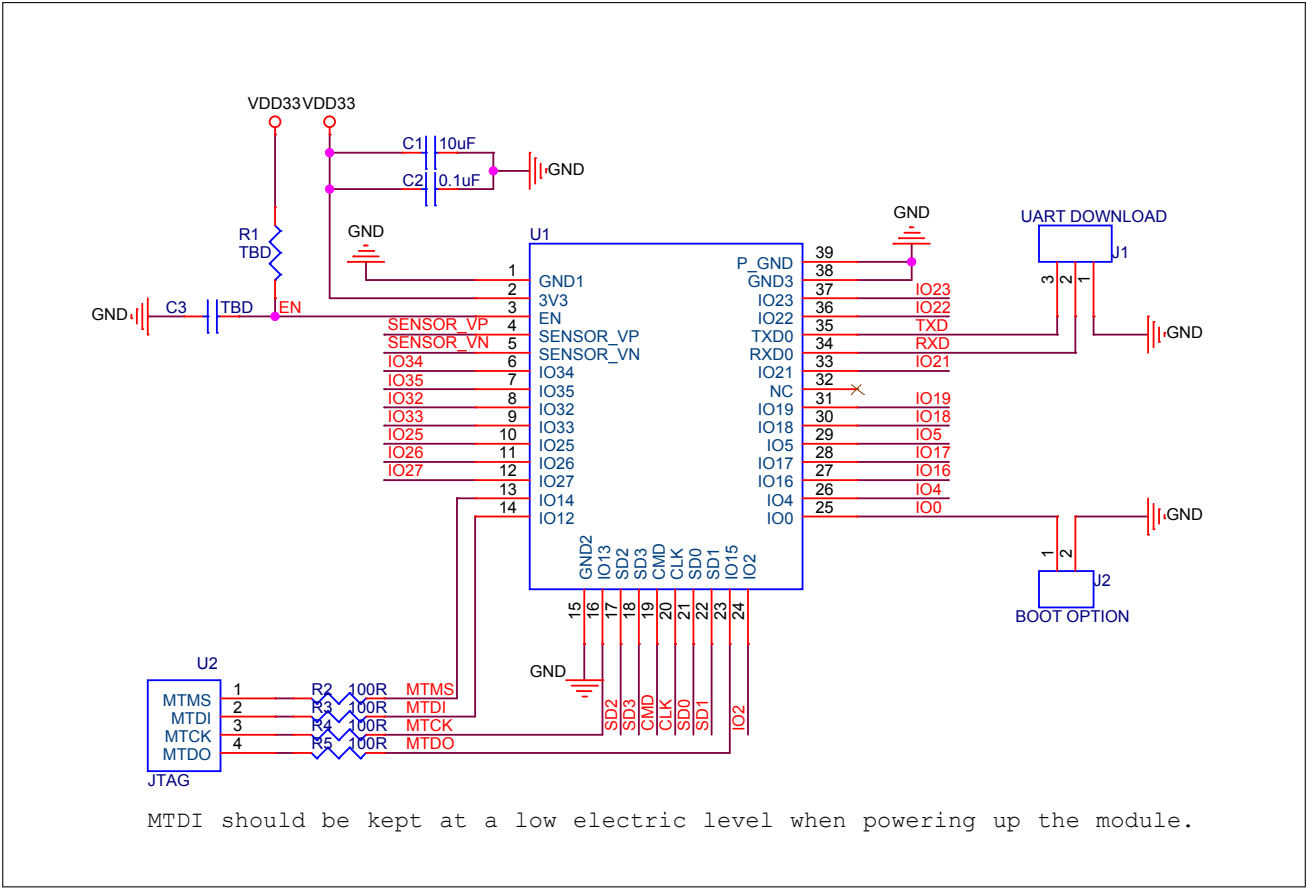 VDD33 VDD33
C1 10uF
C2 0.1uF
GND
R1
TBD
GND
C3 TBD EN
GND
U1
1 GND1
2 3V3
3 EN
SENSOR_VP 4 SENSOR_VP
SENSOR_VN 5 SENSOR_VN
IO34 6 IO34
IO35 7 IO35
IO32 8 IO32
IO33 9 IO33
IO25 10 IO25
IO26 11 IO26
IO27 12 IO27
13 IO14
14 IO12
GND
P_GND 39
GND3 38
IO23 37 IO23
IO22 36 IO22
TXD0 35 TXD
RXD0 34 RXD
IO21 33 IO21
NC 32
IO19 31 IO19
IO18 30 IO18
IO5 29 IO5
IO17 28 IO17
IO16 27 IO16
IO4 26 IO4
IO0 25 IO0
UART DOWNLOAD
J1
3 2 1
GND
GND
1 2
J2
BOOT OPTION
GND2 IO13 SD2 SD3 CMD CLK SD0 SD1 IO15 IO2
15 16 17 18 19 20 21 22 23 24
GND
SD2 SD3 CMD CLK SD0 SD1 IO2
U2
MTMS 1 R2 100R MTMS
MTDI 2 R3 100R MTDI
MTCK 3 R4 100R MTCK
MTDO 4 R5 100R MTDO
JTAG
MTDI should be kept at a low electric level when powering up the module.